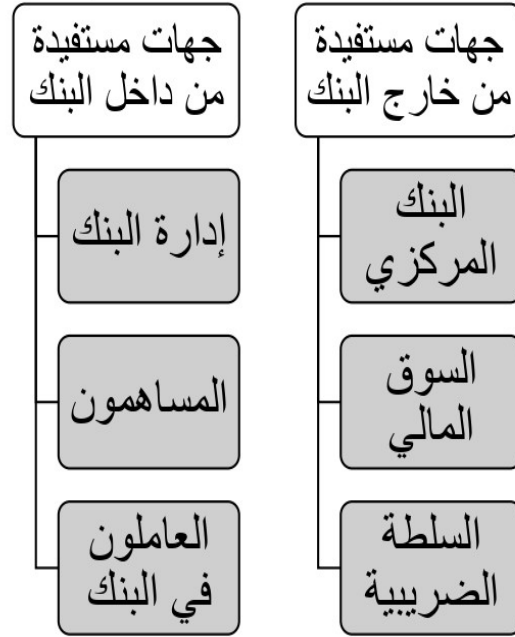 جهات مستفيدة
من خارج البنك
البنك
المركزي
السوق
المالي
السلطة
الضريبية
جهات مستفيدة
من داخل البنك
إدارة البنك
المساهمون
العاملون
في البنك